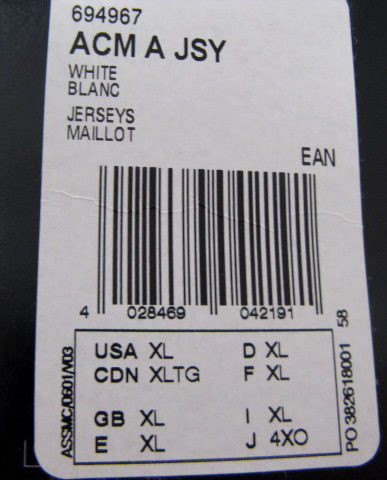 694967
ACM A JSY
WHITE
BLANC
JERSEYS
MAILLOT
EAN
4 028469 042191
58
USA XL D XL
CDN XLTG F XL
GB XL I XL
E XL J 4XO
ASSMC/0601/V03
PO 382618001